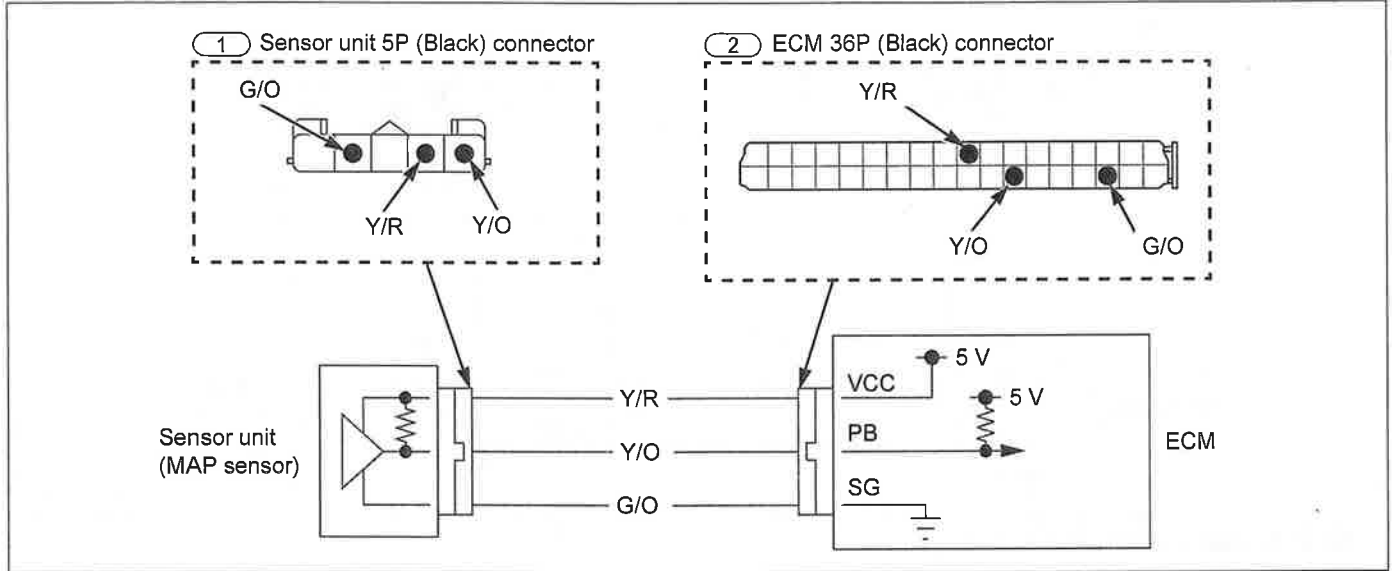 1 Sensor unit 5P (Black) connector
2 ECM 36P (Black) connector
G/O
Y/R
Y/O
Y/R
Y/O
G/O
Sensor unit
(MAP sensor)
Y/R
Y/O
G/O
VCC
5 V
PB
5 V
SG
ECM